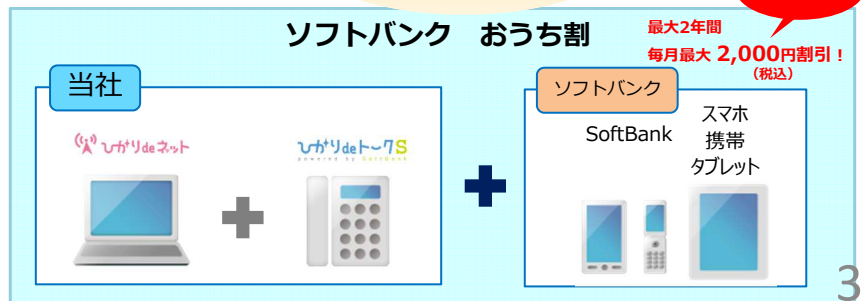 ソフトバンク　おうち割
最大2年間
毎月最大 2,000円割引！
（税込）
当社
ひかりdeネット
ひかりdeトークS
powered by SoftBank
ソフトバンク
SoftBank
スマホ
携帯
タブレット
3